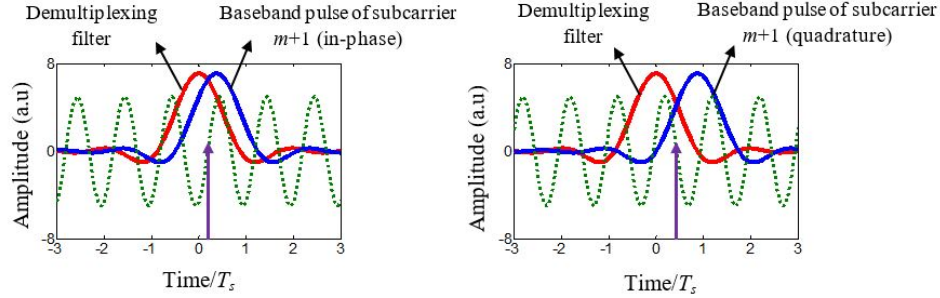 Demultiplexing
filter
Baseband pulse of subcarrier
m+1 (in-phase)
Amplitude (a.u)
8
0
-8
-3 -2 -1 0 1 2 3
Time/Ts
Demultiplexing
filter
Baseband pulse of subcarrier
m+1 (quadrature)
Amplitude (a.u)
8
0
-8
-3 -2 -1 0 1 2 3
Time/Ts